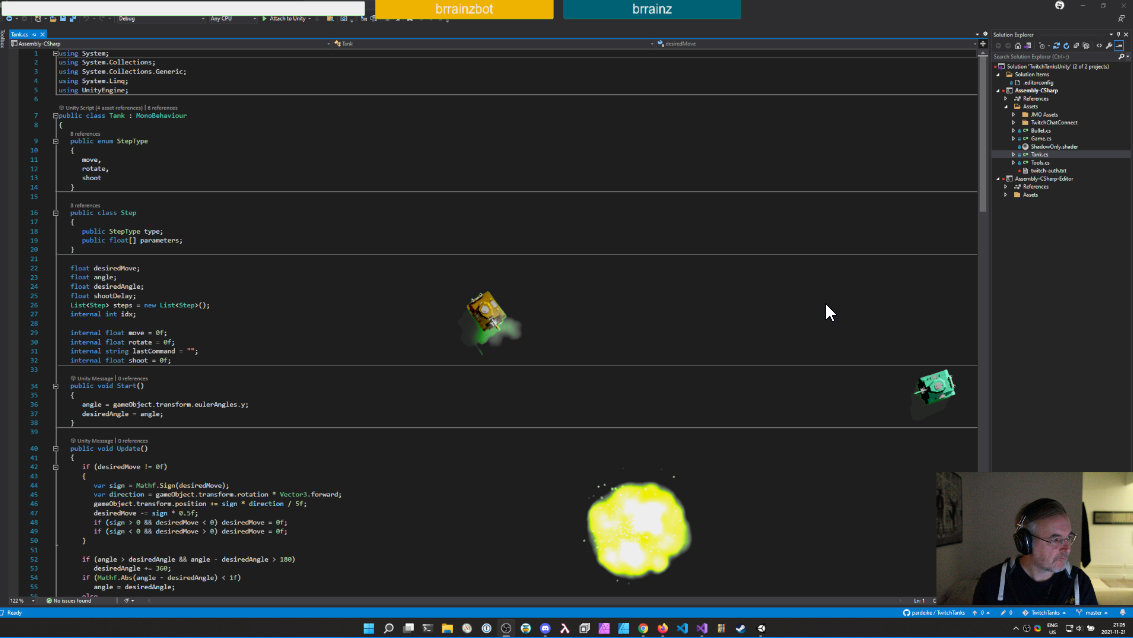 brrainzbot
brrainz
Debug
Any CPU
Attach to Unity
Tank.cs
Assembly-CSharp
Tank
desiredMove
Toolbox
1 using System;
2 using System.Collections;
3 using System.Collections.Generic;
4 using System.Linq;
5 using UnityEngine;
6
Unity Script (4 asset references) | 6 references
7 public class Tank : MonoBehaviour
8 {
8 references
9 public enum StepType
10 {
11 move,
12 rotate,
13 shoot
14 }
15
3 references
16 public class Step
17 {
18 public StepType type;
19 public float[] parameters;
20 }
21
22 float desiredMove;
23 float angle;
24 float desiredAngle;
25 float shootDelay;
26 List<Step> steps = new List<Step>();
27 internal int idx;
28
29 internal float move = 0f;
30 internal float rotate = 0f;
31 internal string lastCommand = "";
32 internal float shoot = 0f;
33
Unity Message | 0 references
34 public void Start()
35 {
36 angle = gameObject.transform.eulerAngles.y;
37 desiredAngle = angle;
38 }
39
Unity Message | 0 references
40 public void Update()
41 {
42 if (desiredMove != 0f)
43 {
44 var sign = Mathf.Sign(desiredMove);
45 var direction = gameObject.transform.rotation * Vector3.forward;
46 gameObject.transform.position += sign * direction / 5f;
47 desiredMove -= sign * 0.5f;
48 if (sign > 0 && desiredMove < 0) desiredMove = 0f;
49 if (sign < 0 && desiredMove > 0) desiredMove = 0f;
50 }
51
52 if (angle > desiredAngle && angle - desiredAngle > 180)
53 desiredAngle += 360;
54 if (Mathf.Abs(angle - desiredAngle) < 1f)
55 angle = desiredAngle;
56 else
122 %
No issues found
Ln: 1
Solution Explorer
Search Solution Explorer (Ctrl+;)
Solution 'TwitchTanksUnity' (2 of 2 projects)
Solution Items
.editorconfig
Assembly-CSharp
References
Assets
JMO Assets
TwitchChatConnect
Bullet.cs
Game.cs
ShadowOnly.shader
Tank.cs
Tools.cs
twitch-auth.txt
Assembly-CSharp-Editor
References
Assets
Ready
pardeike / TwitchTanks
0
0
TwitchTanks
master
ENG
US
21:05
2021-11-21